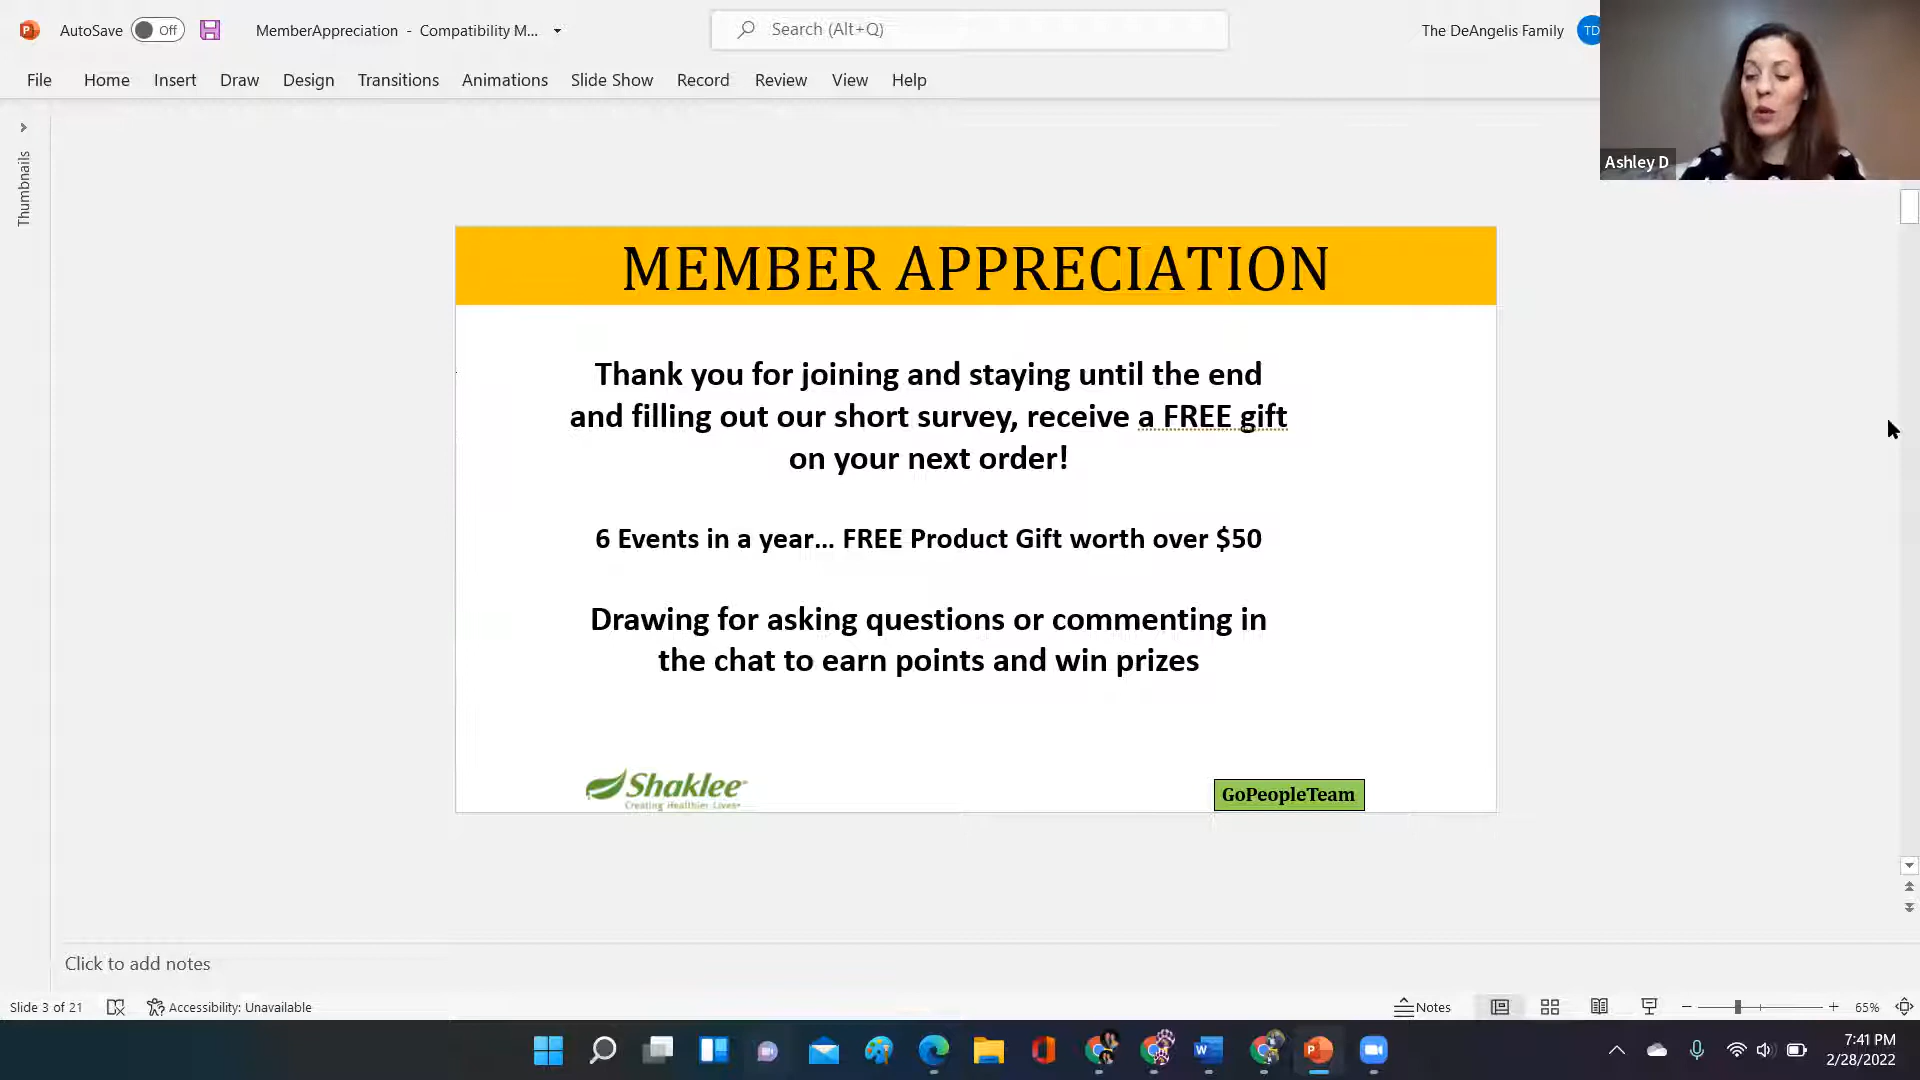 AutoSave Off MemberAppreciation - Compatibility M... Search (Alt+Q) The DeAngelis Family TD
File Home Insert Draw Design Transitions Animations Slide Show Record Review View Help
Ashley D
Thumbnails
MEMBER APPRECIATION
Thank you for joining and staying until the end
and filling out our short survey, receive a FREE gift
on your next order!
6 Events in a year... FREE Product Gift worth over $50
Drawing for asking questions or commenting in
the chat to earn points and win prizes
Shaklee
Creating Healthier Lives
GoPeopleTeam
Click to add notes
Slide 3 of 21 Accessibility: Unavailable Notes 65%
7:41 PM
2/28/2022